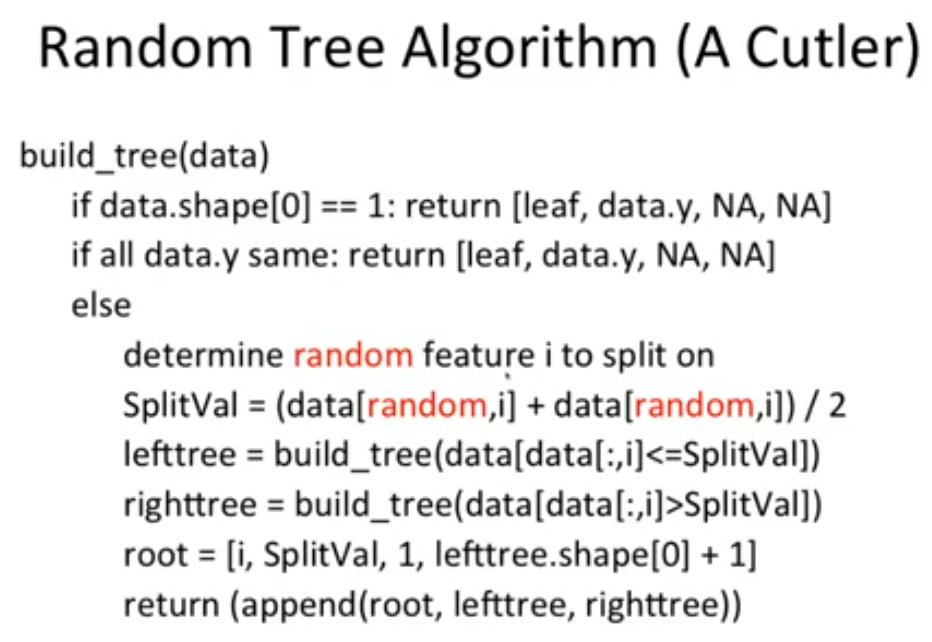 Random Tree Algorithm (A Cutler)
build_tree(data)
if data.shape[0] == 1: return [leaf, data.y, NA, NA]
if all data.y same: return [leaf, data.y, NA, NA]
else
determine random feature i to split on
SplitVal = (data[random,i] + data[random,i]) / 2
lefttree = build_tree(data[data[:,i]<=SplitVal])
righttree = build_tree(data[data[:,i]>SplitVal])
root = [i, SplitVal, 1, lefttree.shape[0] + 1]
return (append(root, lefttree, righttree))